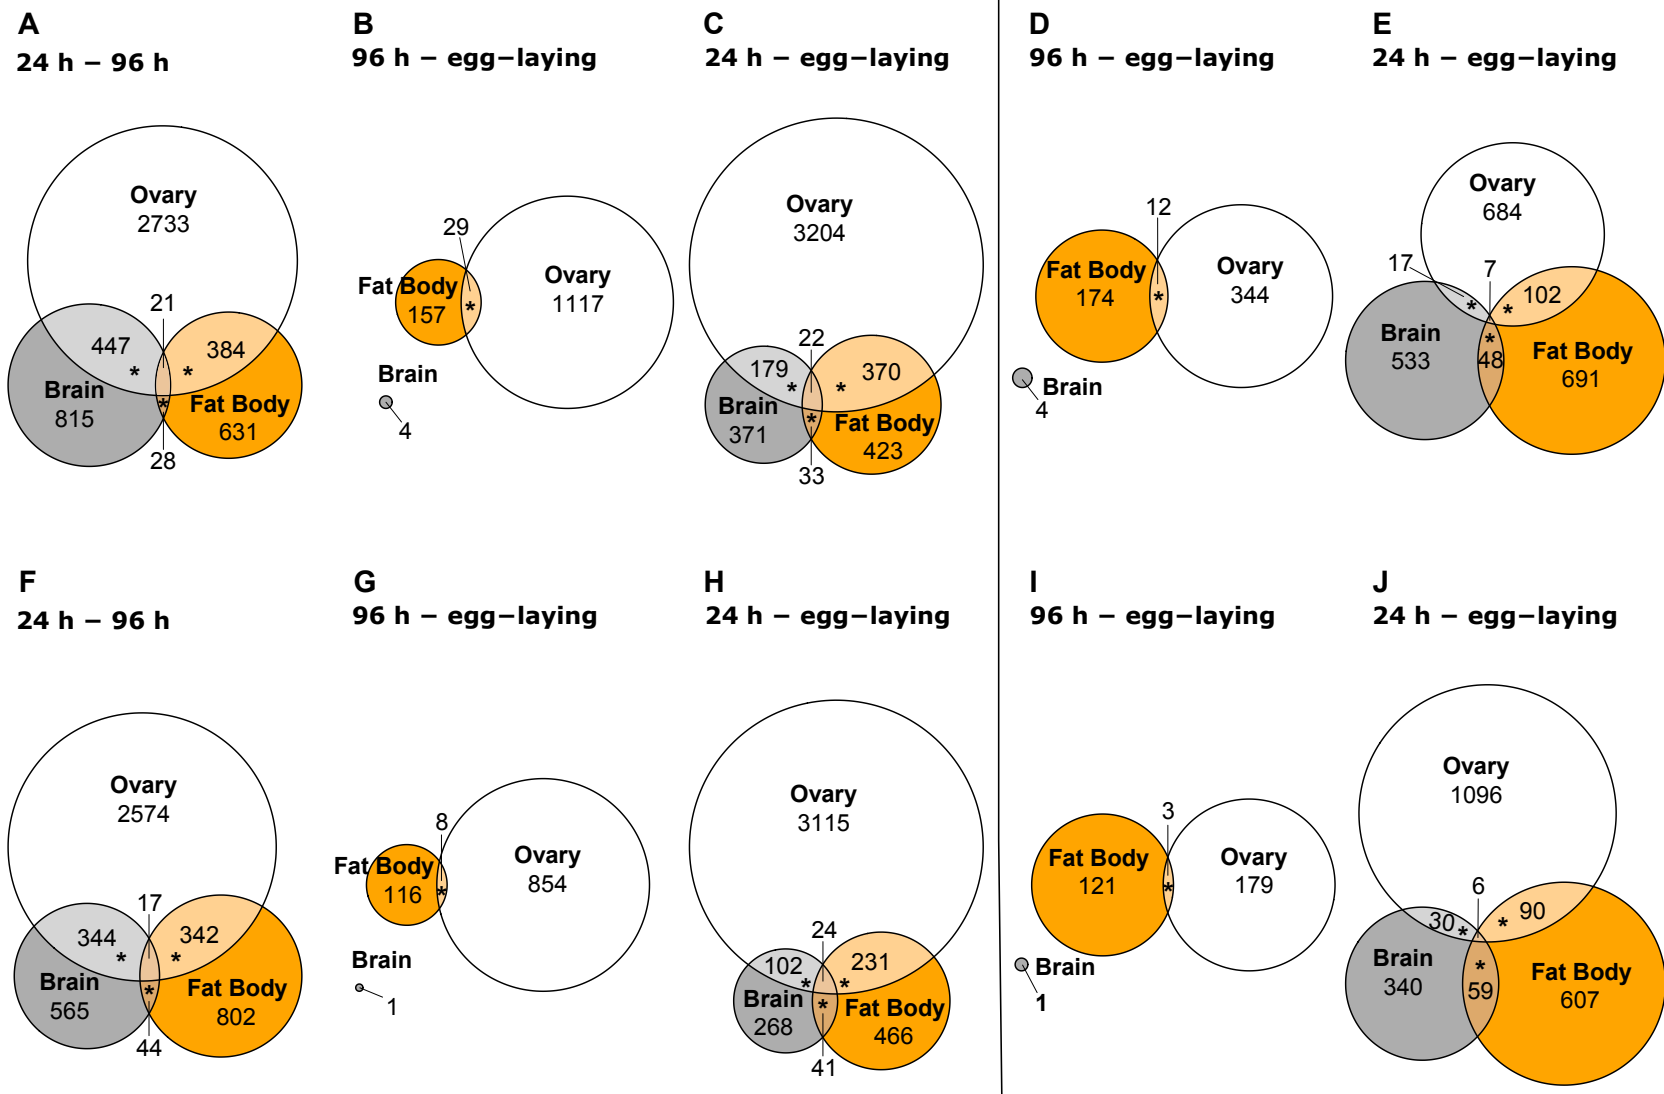 A
24 h – 96 h
Ovary
2733
21
447
384
*
*
Brain
815
*
Fat Body
631
28
B
96 h – egg–laying
29
Fat Body
157
*
Ovary
1117
Brain
4
C
24 h – egg–laying
Ovary
3204
22
179
370
*
*
Brain
371
*
Fat Body
423
33
D
96 h – egg–laying
12
Fat Body
174
*
Ovary
344
Brain
4
E
24 h – egg–laying
Ovary
684
17
7
102
*
*
Brain
533
*
48
Fat Body
691
F
24 h – 96 h
Ovary
2574
17
344
342
*
*
Brain
565
*
Fat Body
802
44
G
96 h – egg–laying
8
Fat Body
116
*
Ovary
854
Brain
1
H
24 h – egg–laying
Ovary
3115
24
102
231
*
*
Brain
268
*
Fat Body
466
41
I
96 h – egg–laying
3
Fat Body
121
*
Ovary
179
Brain
1
J
24 h – egg–laying
Ovary
1096
6
30
90
*
*
Brain
340
*
59
Fat Body
607